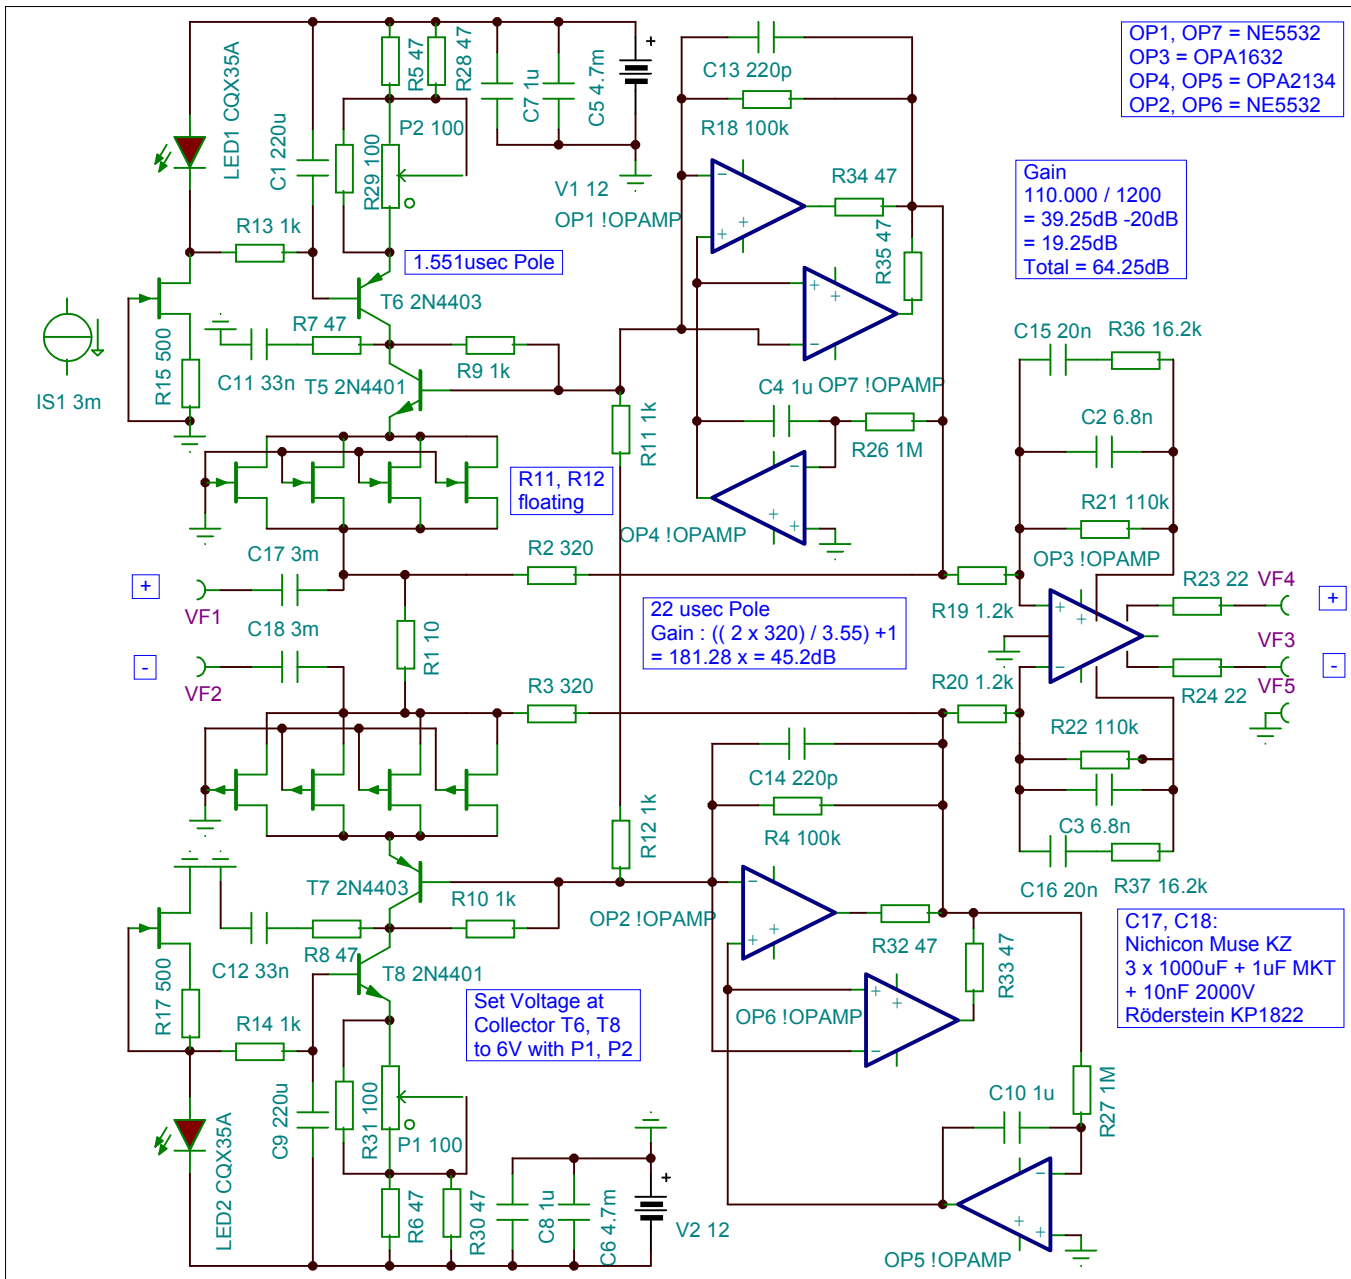 OP1, OP7 = NE5532
OP3 = OPA1632
OP4, OP5 = OPA2134
OP2, OP6 = NE5532
LED1 CQX35A
C1 220u
R5 47
R28 47
C7 1u
C5 4.7m
+
C13 220p
R18 100k
P2 100
R29 100
V1 12
OP1 !OPAMP
R34 47
R35 47
Gain
110.000 / 1200
= 39.25dB -20dB
= 19.25dB
Total = 64.25dB
R13 1k
1.551usec Pole
T6 2N4403
R15 500
IS1 3m
R7 47
C11 33n
T5 2N4401
R9 1k
C4 1u
OP7 !OPAMP
R11 1k
R26 1M
C15 20n
R36 16.2k
C2 6.8n
R21 110k
R11, R12
floating
OP4 !OPAMP
OP3 !OPAMP
C17 3m
R2 320
+
VF1
C18 3m
R1 10
22 usec Pole
Gain : (( 2 x 320) / 3.55) +1
= 181.28 x = 45.2dB
R19 1.2k
R23 22
VF4
+
VF3
-
-
VF2
R3 320
R20 1.2k
R24 22
VF5
R22 110k
C14 220p
R4 100k
R12 1k
C3 6.8n
C16 20n
R37 16.2k
T7 2N4403
R10 1k
OP2 !OPAMP
R32 47
R33 47
R17 500
R8 47
C12 33n
T8 2N4401
C17, C18:
Nichicon Muse KZ
3 x 1000uF + 1uF MKT
+ 10nF 2000V
Röderstein KP1822
R14 1k
Set Voltage at
Collector T6, T8
to 6V with P1, P2
OP6 !OPAMP
LED2 CQX35A
C9 220u
R31 100
P1 100
C10 1u
R27 1M
R6 47
R30 47
C8 1u
C6 4.7m
+
V2 12
OP5 !OPAMP